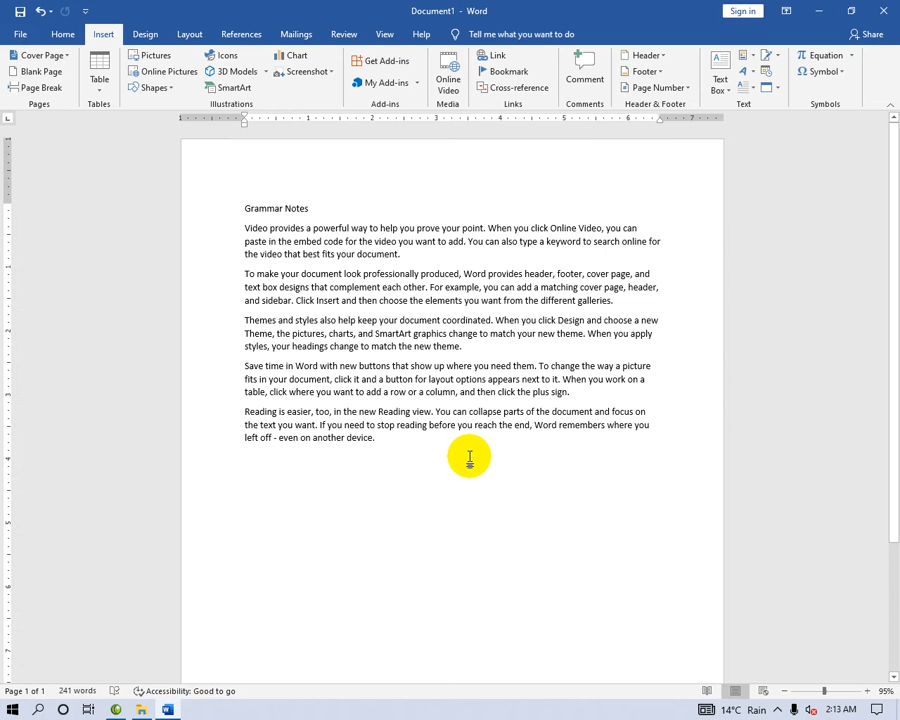 Document1 - Word
Sign in
File Home Insert Design Layout References Mailings Review View Help Tell me what you want to do Share
Cover Page
Blank Page
Page Break
Pages
Table
Tables
Pictures
Online Pictures
Shapes
Icons
3D Models
SmartArt
Chart
Screenshot
Illustrations
Get Add-ins
My Add-ins
Add-ins
Online Video
Media
Link
Bookmark
Cross-reference
Links
Comment
Comments
Header
Footer
Page Number
Header & Footer
Text Box
Text
Equation
Symbol
Symbols
1 1 2 3 4 5 6 7
Grammar Notes
Video provides a powerful way to help you prove your point. When you click Online Video, you can
paste in the embed code for the video you want to add. You can also type a keyword to search online for
the video that best fits your document.
To make your document look professionally produced, Word provides header, footer, cover page, and
text box designs that complement each other. For example, you can add a matching cover page, header,
and sidebar. Click Insert and then choose the elements you want from the different galleries.
Themes and styles also help keep your document coordinated. When you click Design and choose a new
Theme, the pictures, charts, and SmartArt graphics change to match your new theme. When you apply
styles, your headings change to match the new theme.
Save time in Word with new buttons that show up where you need them. To change the way a picture
fits in your document, click it and a button for layout options appears next to it. When you work on a
table, click where you want to add a row or a column, and then click the plus sign.
Reading is easier, too, in the new Reading view. You can collapse parts of the document and focus on
the text you want. If you need to stop reading before you reach the end, Word remembers where you
left off - even on another device.
Page 1 of 1 241 words Accessibility: Good to go 95%
14°C Rain 2:13 AM